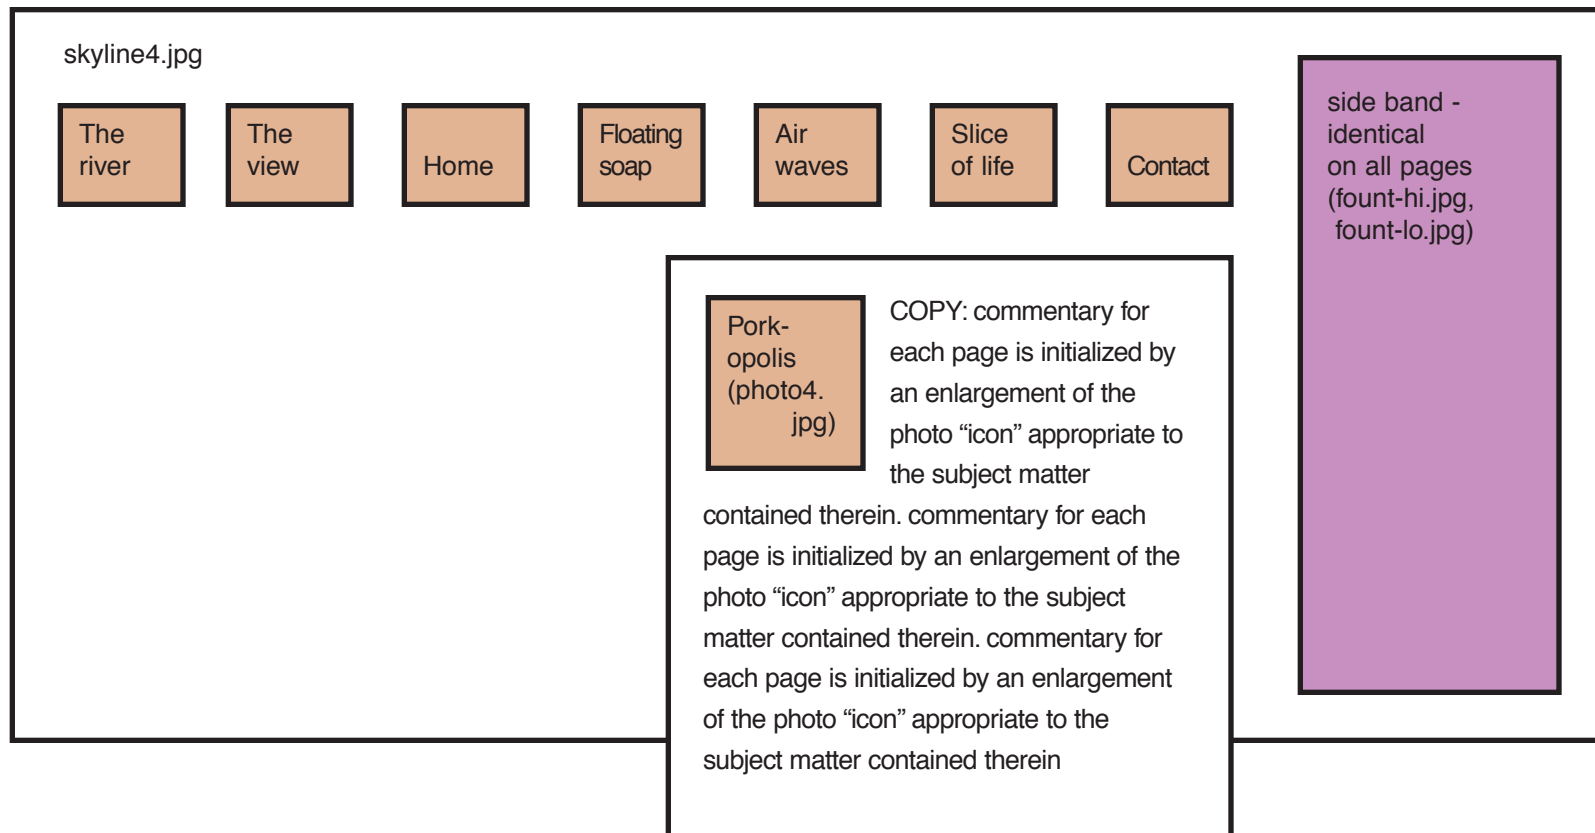 skyline4.jpg
The
river
The
view
Home
Floating
soap
Air
waves
Slice
of life
Contact
side band -
identical
on all pages
(fount-hi.jpg,
fount-lo.jpg)
Pork-
opolis
(photo4.
jpg)
COPY: commentary for
each page is initialized by
an enlargement of the
photo “icon” appropriate to
the subject matter
contained therein. commentary for each
page is initialized by an enlargement of the
photo “icon” appropriate to the subject
matter contained therein. commentary for
each page is initialized by an enlargement
of the photo “icon” appropriate to the
subject matter contained therein